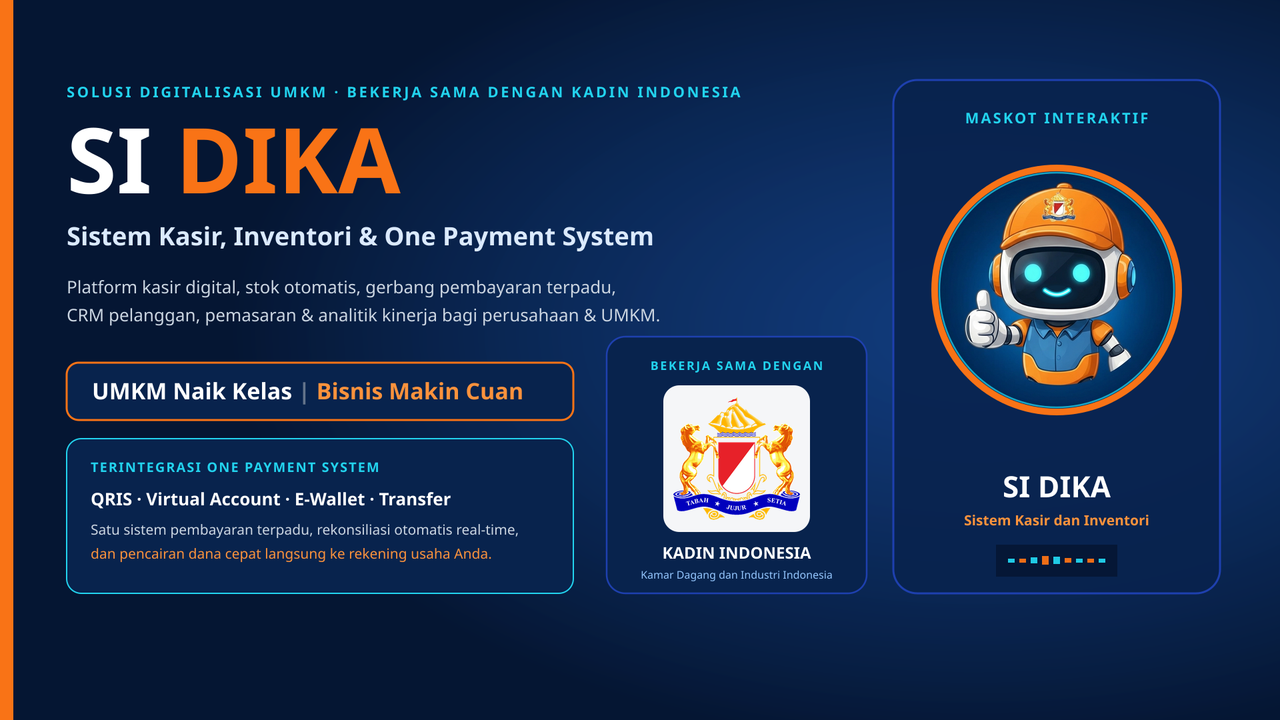 SOLUSI DIGITALISASI UMKM · BEKERJA SAMA DENGAN KADIN INDONESIA
SI DIKA
Sistem Kasir, Inventori & One Payment System
Platform kasir digital, stok otomatis, gerbang pembayaran terpadu,
CRM pelanggan, pemasaran & analitik kinerja bagi perusahaan & UMKM.
UMKM Naik Kelas | Bisnis Makin Cuan
TERINTEGRASI ONE PAYMENT SYSTEM
QRIS · Virtual Account · E-Wallet · Transfer
Satu sistem pembayaran terpadu, rekonsiliasi otomatis real-time,
dan pencairan dana cepat langsung ke rekening usaha Anda.
BEKERJA SAMA DENGAN
TABAH ★ JUJUR ★ SETIA
KADIN INDONESIA
Kamar Dagang dan Industri Indonesia
MASKOT INTERAKTIF
SI DIKA
Sistem Kasir dan Inventori